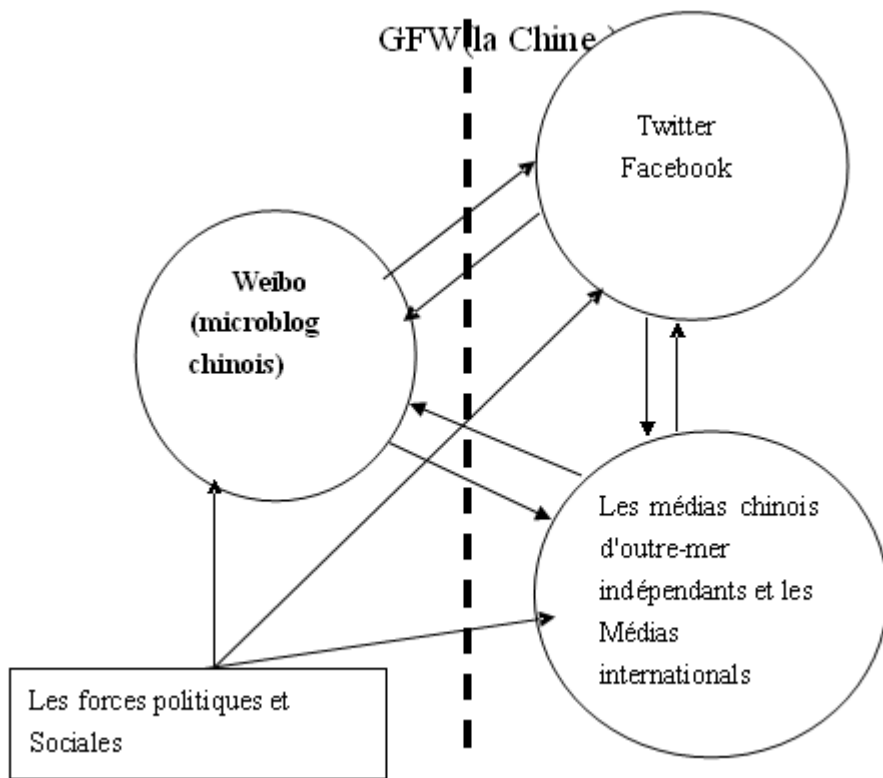 GFW(la Chine )
Twitter
Facebook
Weibo
(microblog
chinois)
Les médias chinois
d'outre-mer
indépendants et les
Médias
internationals
Les forces politiques et
Sociales